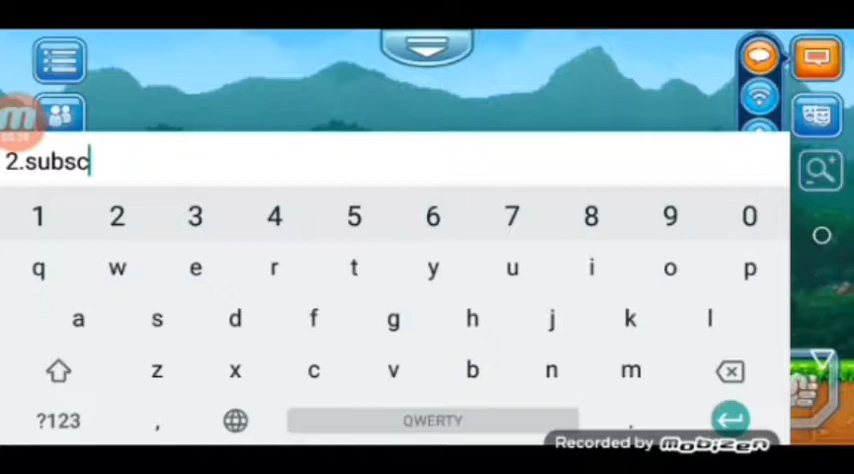 2.subsc
1 2 3 4 5 6 7 8 9 0
q w e r t y u i o p
a s d f g h j k l
z x c v b n m
?123 , QWERTY .
Recorded by mobizen